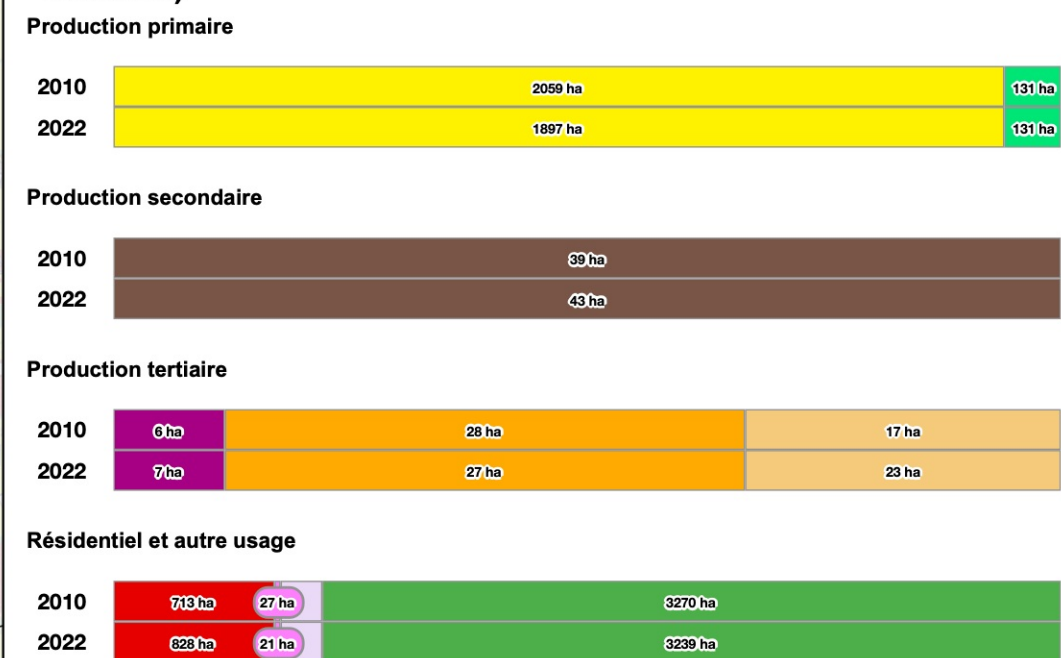 Production primaire
2010 2059 ha 131 ha
2022 1897 ha 131 ha
Production secondaire
2010 39 ha
2022 43 ha
Production tertiaire
2010 6 ha 28 ha 17 ha
2022 7 ha 27 ha 23 ha
Résidentiel et autre usage
2010 713 ha 27 ha 3270 ha
2022 828 ha 21 ha 3239 ha